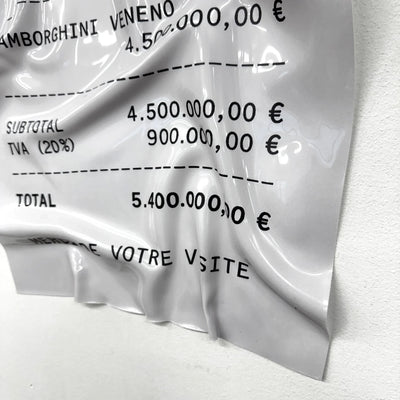 ---------------
AMBORGHINI VENENO
4.500.000,00 €
---------------------
4.500.000,00 €
SUBTOTAL
TVA (20%) 900.000,00 €
---------------------
TOTAL 5.400.000,00 €
VOTRE VISITE